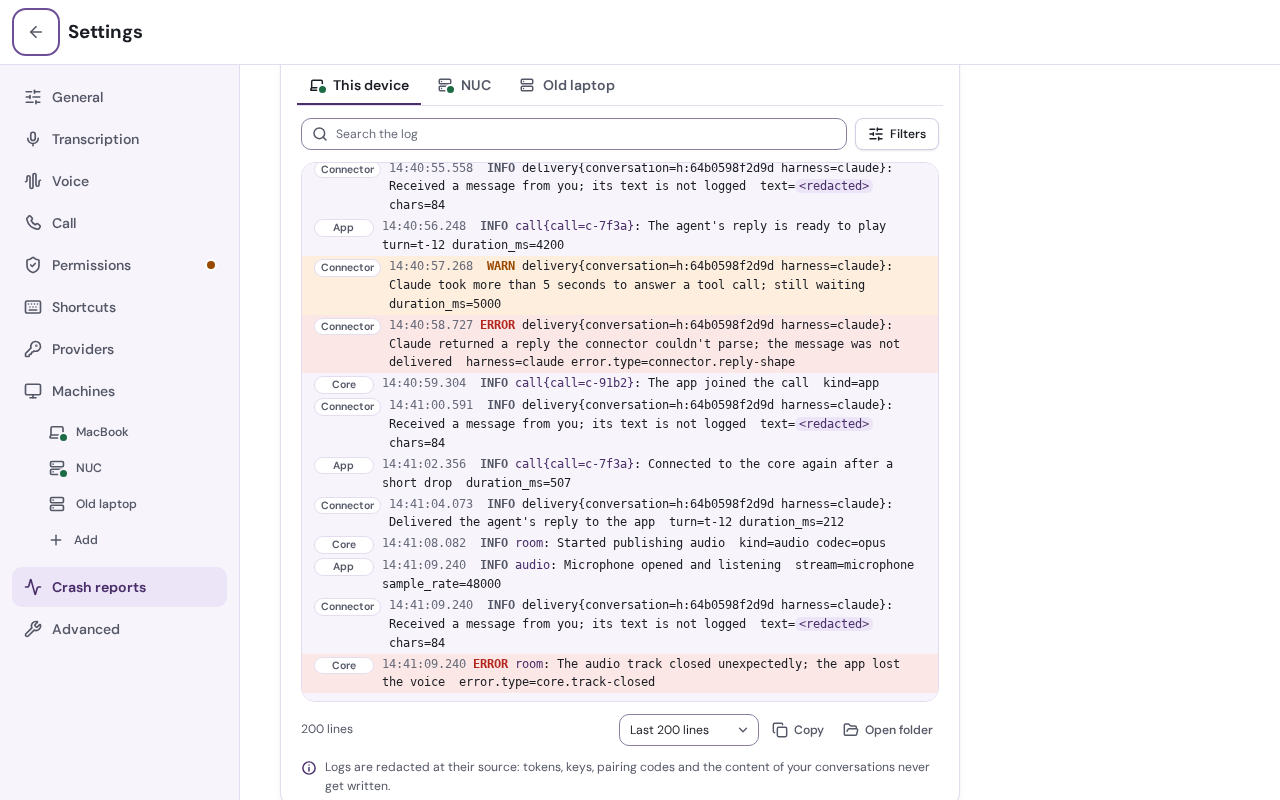 Settings
General
Transcription
Voice
Call
Permissions
Shortcuts
Providers
Machines
MacBook
NUC
Old laptop
Add
Crash reports
Advanced
This device NUC Old laptop
Search the log Filters
Connector 14:40:55.558 INFO delivery{conversation=h:64b0598f2d9d harness=claude}:
Received a message from you; its text is not logged text=<redacted>
chars=84
App 14:40:56.248 INFO call{call=c-7f3a}: The agent's reply is ready to play
turn=t-12 duration_ms=4200
Connector 14:40:57.268 WARN delivery{conversation=h:64b0598f2d9d harness=claude}:
Claude took more than 5 seconds to answer a tool call; still waiting
duration_ms=5000
Connector 14:40:58.727 ERROR delivery{conversation=h:64b0598f2d9d harness=claude}:
Claude returned a reply the connector couldn't parse; the message was not
delivered harness=claude error.type=connector.reply-shape
Core 14:40:59.304 INFO call{call=c-91b2}: The app joined the call kind=app
Connector 14:41:00.591 INFO delivery{conversation=h:64b0598f2d9d harness=claude}:
Received a message from you; its text is not logged text=<redacted>
chars=84
App 14:41:02.356 INFO call{call=c-7f3a}: Connected to the core again after a
short drop duration_ms=507
Connector 14:41:04.073 INFO delivery{conversation=h:64b0598f2d9d harness=claude}:
Delivered the agent's reply to the app turn=t-12 duration_ms=212
Core 14:41:08.082 INFO room: Started publishing audio kind=audio codec=opus
App 14:41:09.240 INFO audio: Microphone opened and listening stream=microphone
sample_rate=48000
Connector 14:41:09.240 INFO delivery{conversation=h:64b0598f2d9d harness=claude}:
Received a message from you; its text is not logged text=<redacted>
chars=84
Core 14:41:09.240 ERROR room: The audio track closed unexpectedly; the app lost
the voice error.type=core.track-closed
200 lines Last 200 lines Copy Open folder
Logs are redacted at their source: tokens, keys, pairing codes and the content of your conversations never
get written.